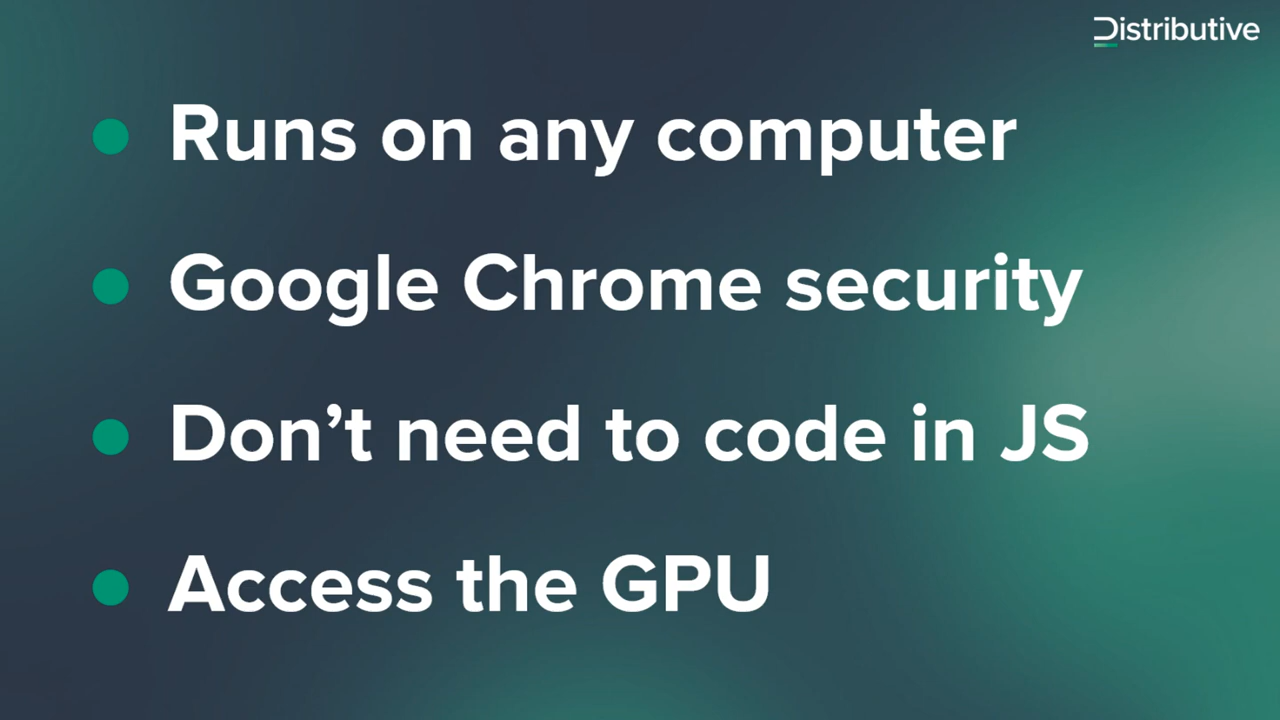 Distributive
Runs on any computer
Google Chrome security
Don’t need to code in JS
Access the GPU